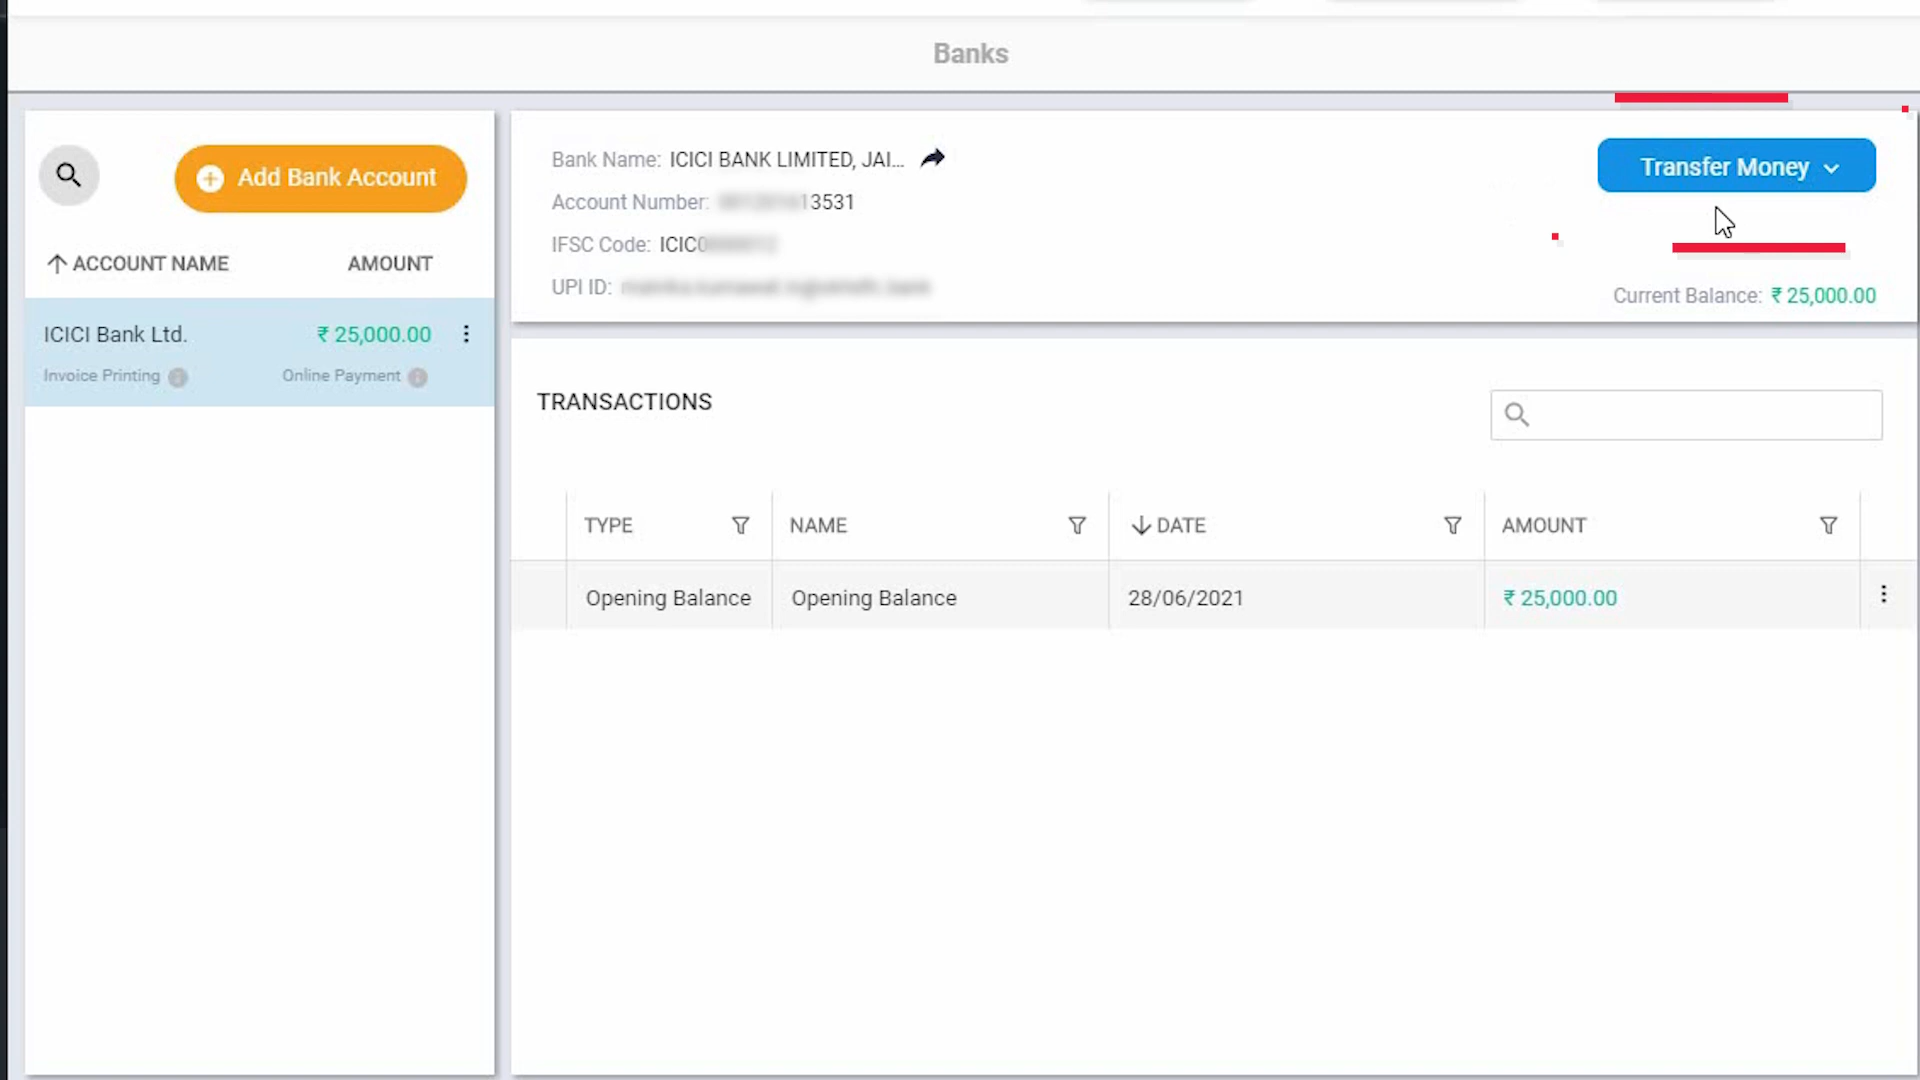 Banks
Add Bank Account
ACCOUNT NAME AMOUNT
ICICI Bank Ltd. ₹ 25,000.00
Invoice Printing Online Payment
Bank Name: ICICI BANK LIMITED, JAI...
Account Number: 3531
IFSC Code: ICIC
UPI ID:
Transfer Money
Current Balance: ₹ 25,000.00
TRANSACTIONS
TYPE NAME DATE AMOUNT
Opening Balance Opening Balance 28/06/2021 ₹ 25,000.00